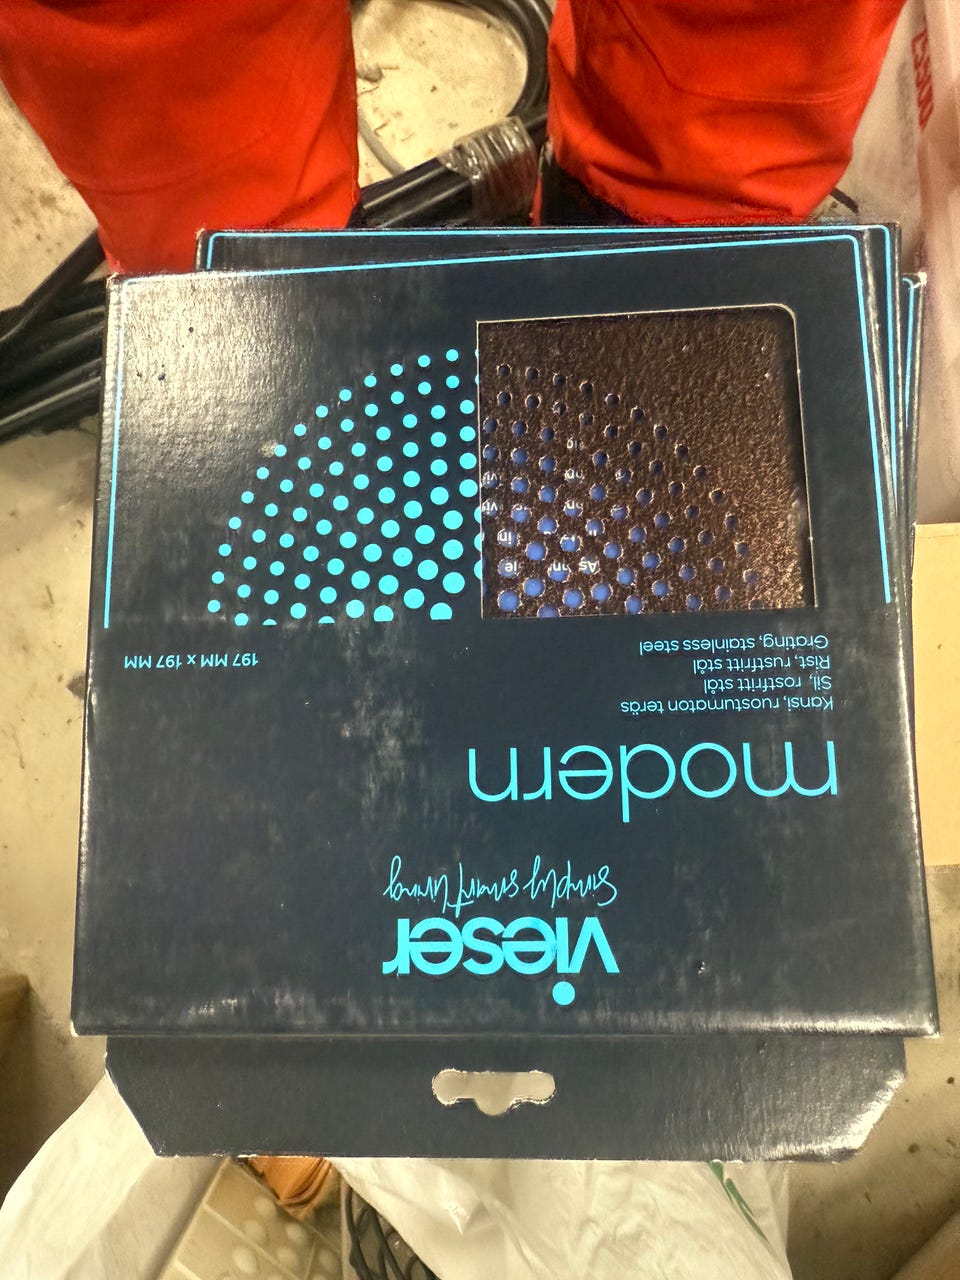 vieser
Simply smart living
modern
Kansi, ruostumaton teräs
Sil, rostfritt stål
Rist, rustfritt stål
Grating, stainless steel
197 MM x 197 MM